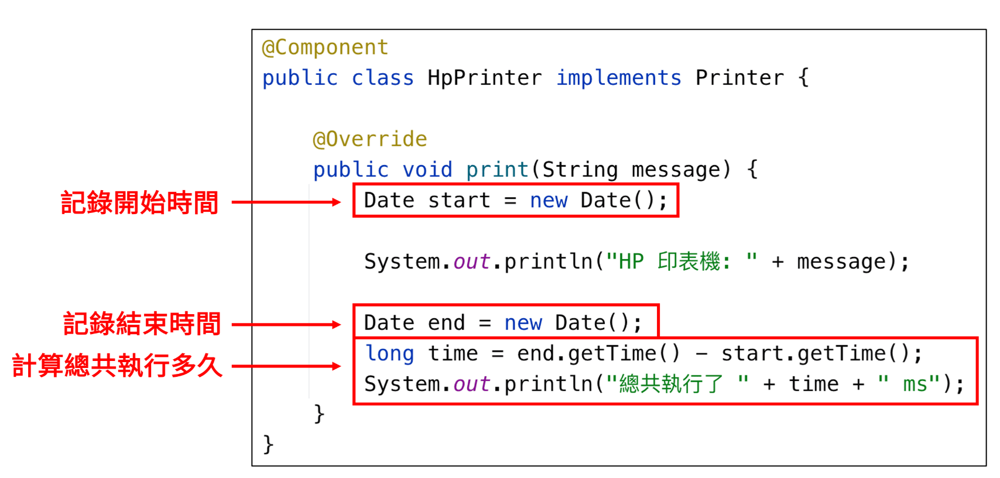 @Component
public class HpPrinter implements Printer {
@Override
public void print(String message) {
記錄開始時間
Date start = new Date();
System.out.println("HP 印表機: " + message);
記錄結束時間
Date end = new Date();
計算總共執行多久
long time = end.getTime() - start.getTime();
System.out.println("總共執行了 " + time + " ms");
}
}